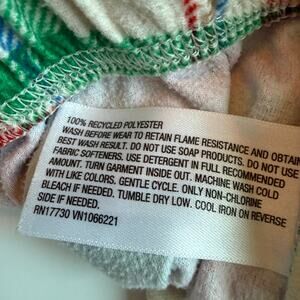 100% RECYCLED POLYESTER
WASH BEFORE WEAR TO RETAIN FLAME RESISTANCE AND OBTAIN
BEST WASH RESULT. DO NOT USE SOAP PRODUCTS. DO NOT USE
FABRIC SOFTENERS. USE DETERGENT IN FULL RECOMMENDED
AMOUNT. TURN GARMENT INSIDE OUT. MACHINE WASH COLD
WITH LIKE COLORS. GENTLE CYCLE. ONLY NON-CHLORINE
BLEACH IF NEEDED. TUMBLE DRY LOW. COOL IRON ON REVERSE
SIDE IF NEEDED.
RN17730 VN1066221